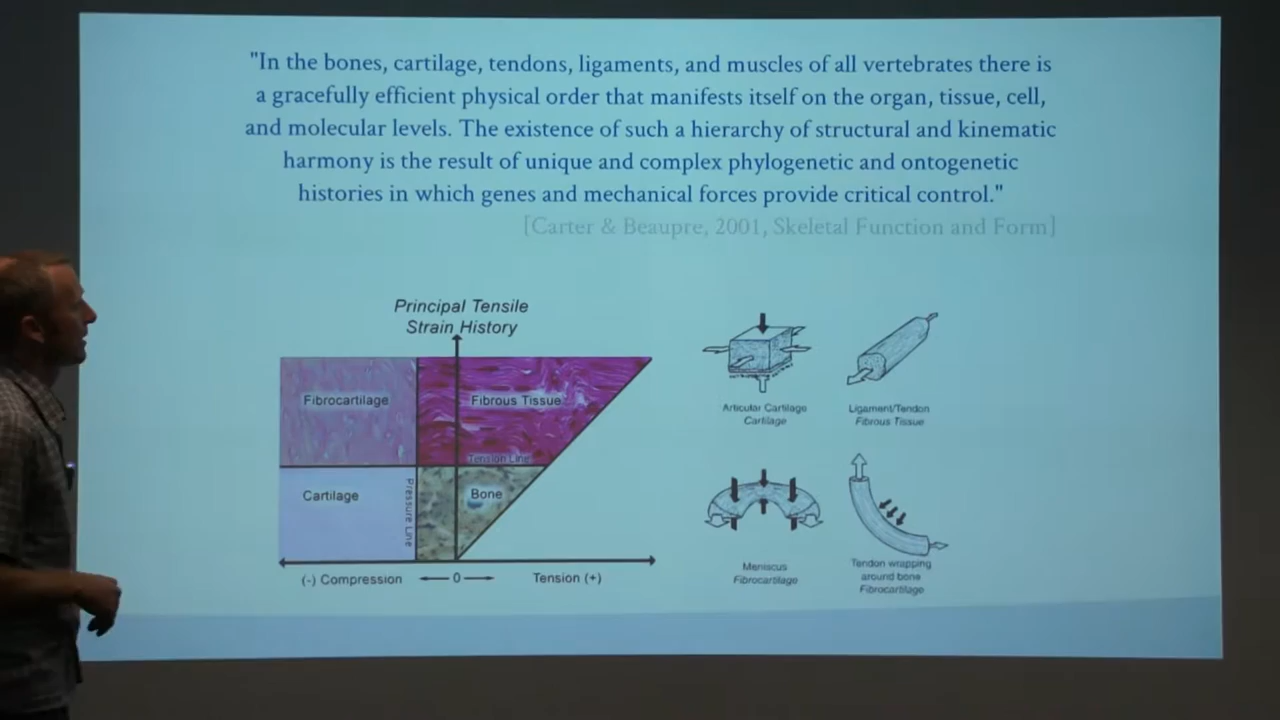 "In the bones, cartilage, tendons, ligaments, and muscles of all vertebrates there is
a gracefully efficient physical order that manifests itself on the organ, tissue, cell,
and molecular levels. The existence of such a hierarchy of structural and kinematic
harmony is the result of unique and complex phylogenetic and ontogenetic
histories in which genes and mechanical forces provide critical control."
[Carter & Beaupre, 2001, Skeletal Function and Form]
Principal Tensile
Strain History
Fibrocartilage
Fibrous Tissue
Tension Line
Cartilage
Pressure Line
Bone
(-) Compression
0
Tension (+)
Articular Cartilage
Cartilage
Ligament/Tendon
Fibrous Tissue
Meniscus
Fibrocartilage
Tendon wrapping
around bone
Fibrocartilage